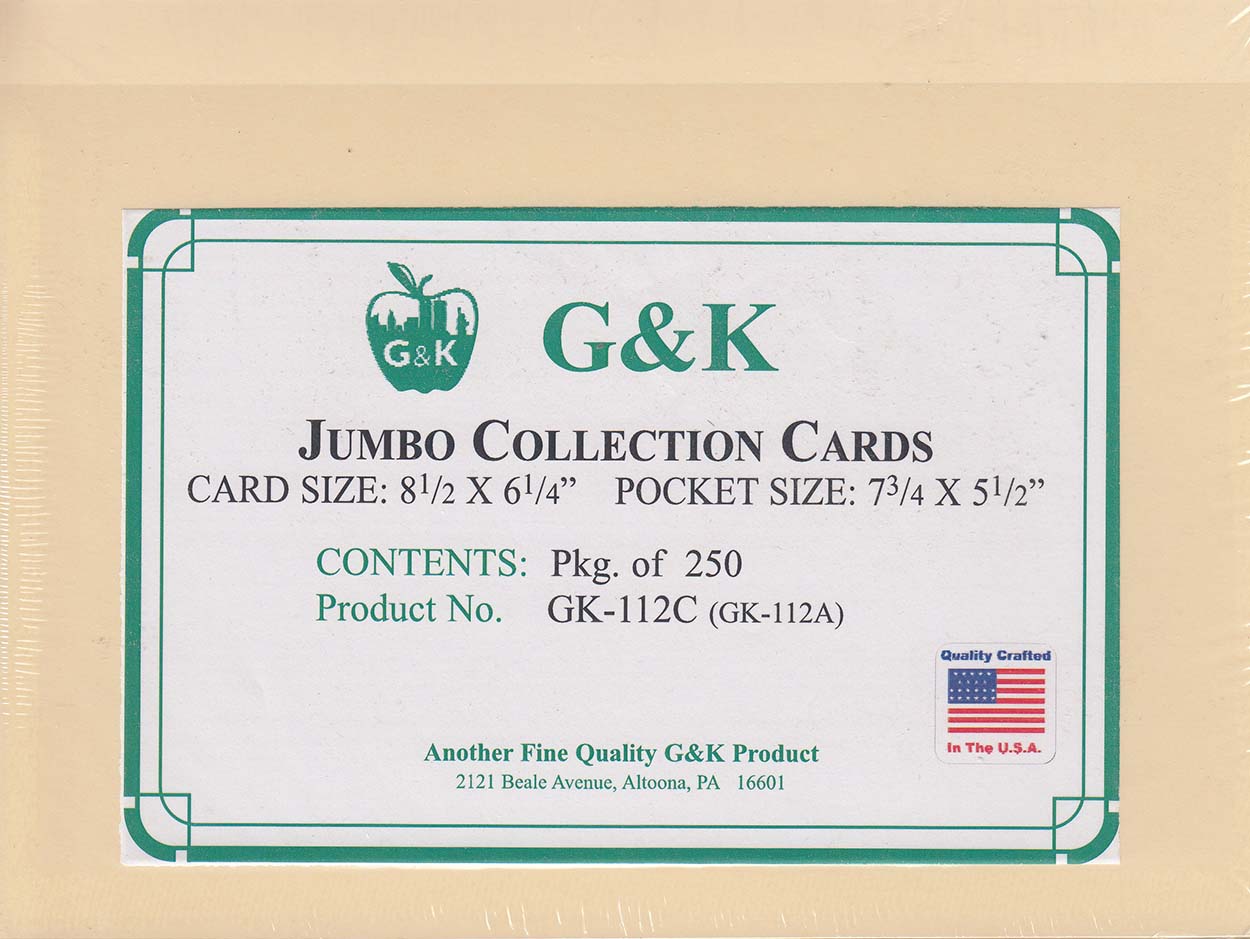 G&K
G&K
JUMBO COLLECTION CARDS
CARD SIZE: 8 1/2 X 6 1/4” POCKET SIZE: 7 3/4 X 5 1/2”
CONTENTS: Pkg. of 250
Product No. GK-112C (GK-112A)
Quality Crafted
In The U.S.A.
Another Fine Quality G&K Product
2121 Beale Avenue, Altoona, PA 16601